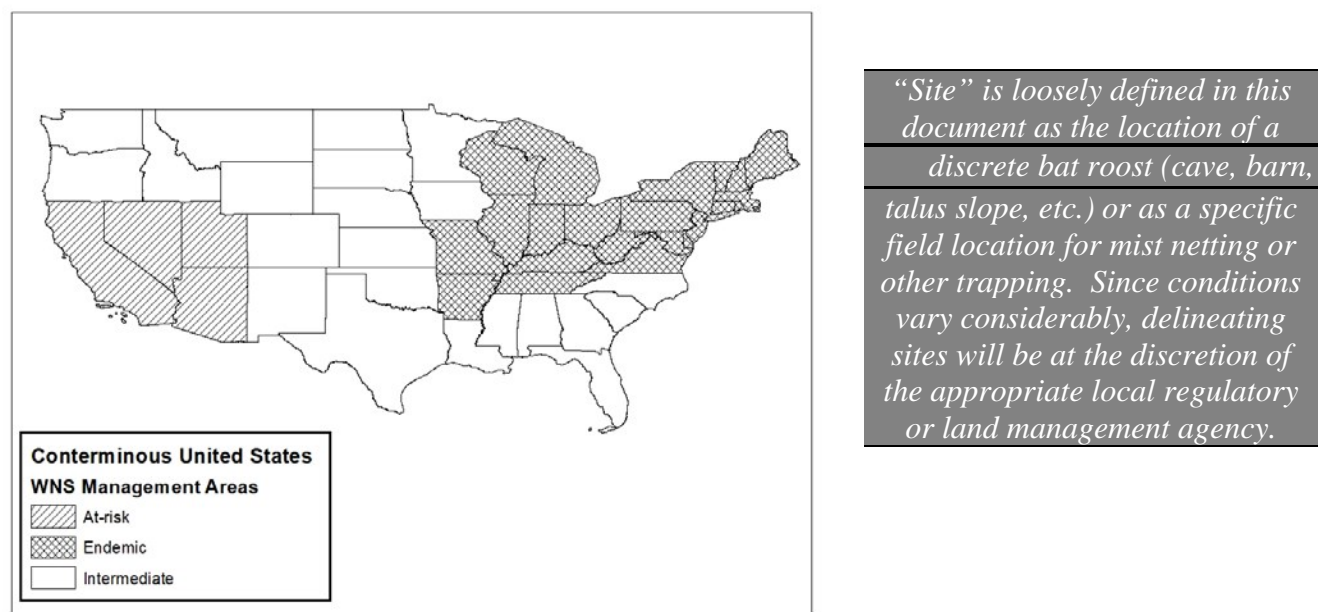 Conterminous United States
WNS Management Areas
At-risk
Endemic
Intermediate
“Site” is loosely defined in this
document as the location of a
discrete bat roost (cave, barn,
talus slope, etc.) or as a specific
field location for mist netting or
other trapping.  Since conditions
vary considerably, delineating
sites will be at the discretion of
the appropriate local regulatory
or land management agency.